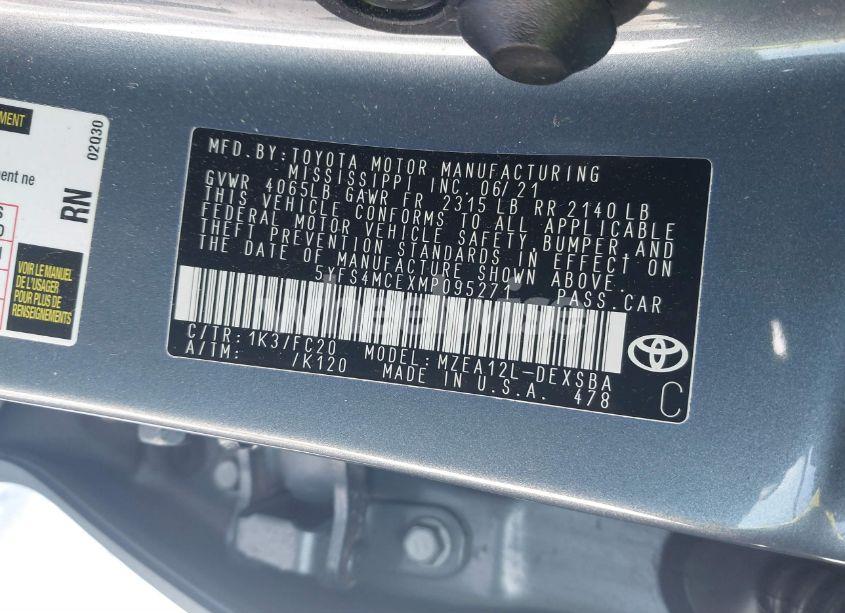 MFD.BY:TOYOTA MOTOR MANUFACTURING
MISSISSIPPI INC. 06/21
GVWR 4065LB GAWR FR 2315 LB RR 2140 LB
THIS VEHICLE CONFORMS TO ALL APPLICABLE
FEDERAL MOTOR VEHICLE SAFETY, BUMPER, AND
THEFT PREVENTION STANDARDS IN EFFECT ON
THE DATE OF MANUFACTURE SHOWN ABOVE.
5YFS4MCEXMP095271 PASS.CAR
C/TR: 1K3/FC20 MODEL: MZEA12L-DEXSBA
A/TM: /K120 MADE IN U.S.A. 478
C
02Q30
RN
VOIR LE MANUEL
DE L'USAGER
POUR PLUS DE
RENSEIGNEMENTS